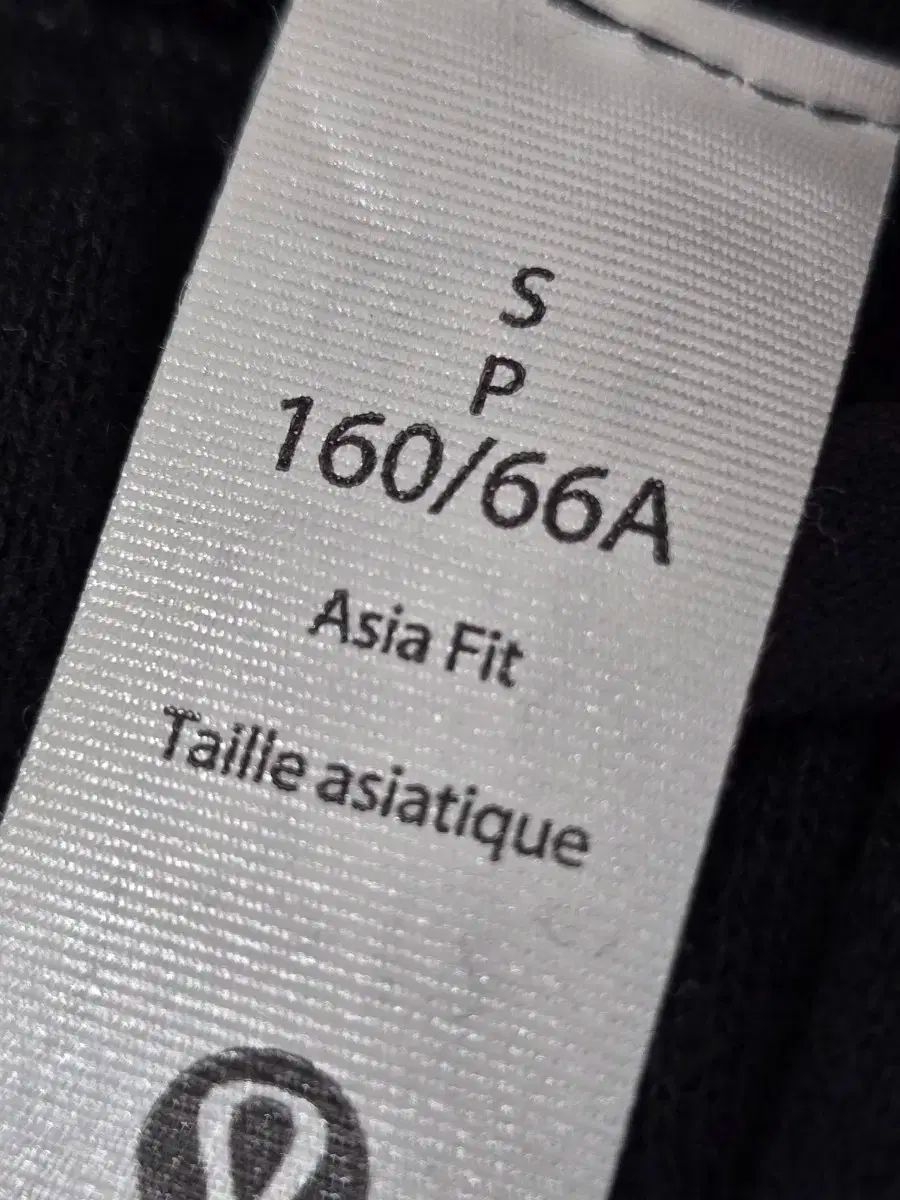 S
P
160/66A
Asia Fit
Taille asiatique